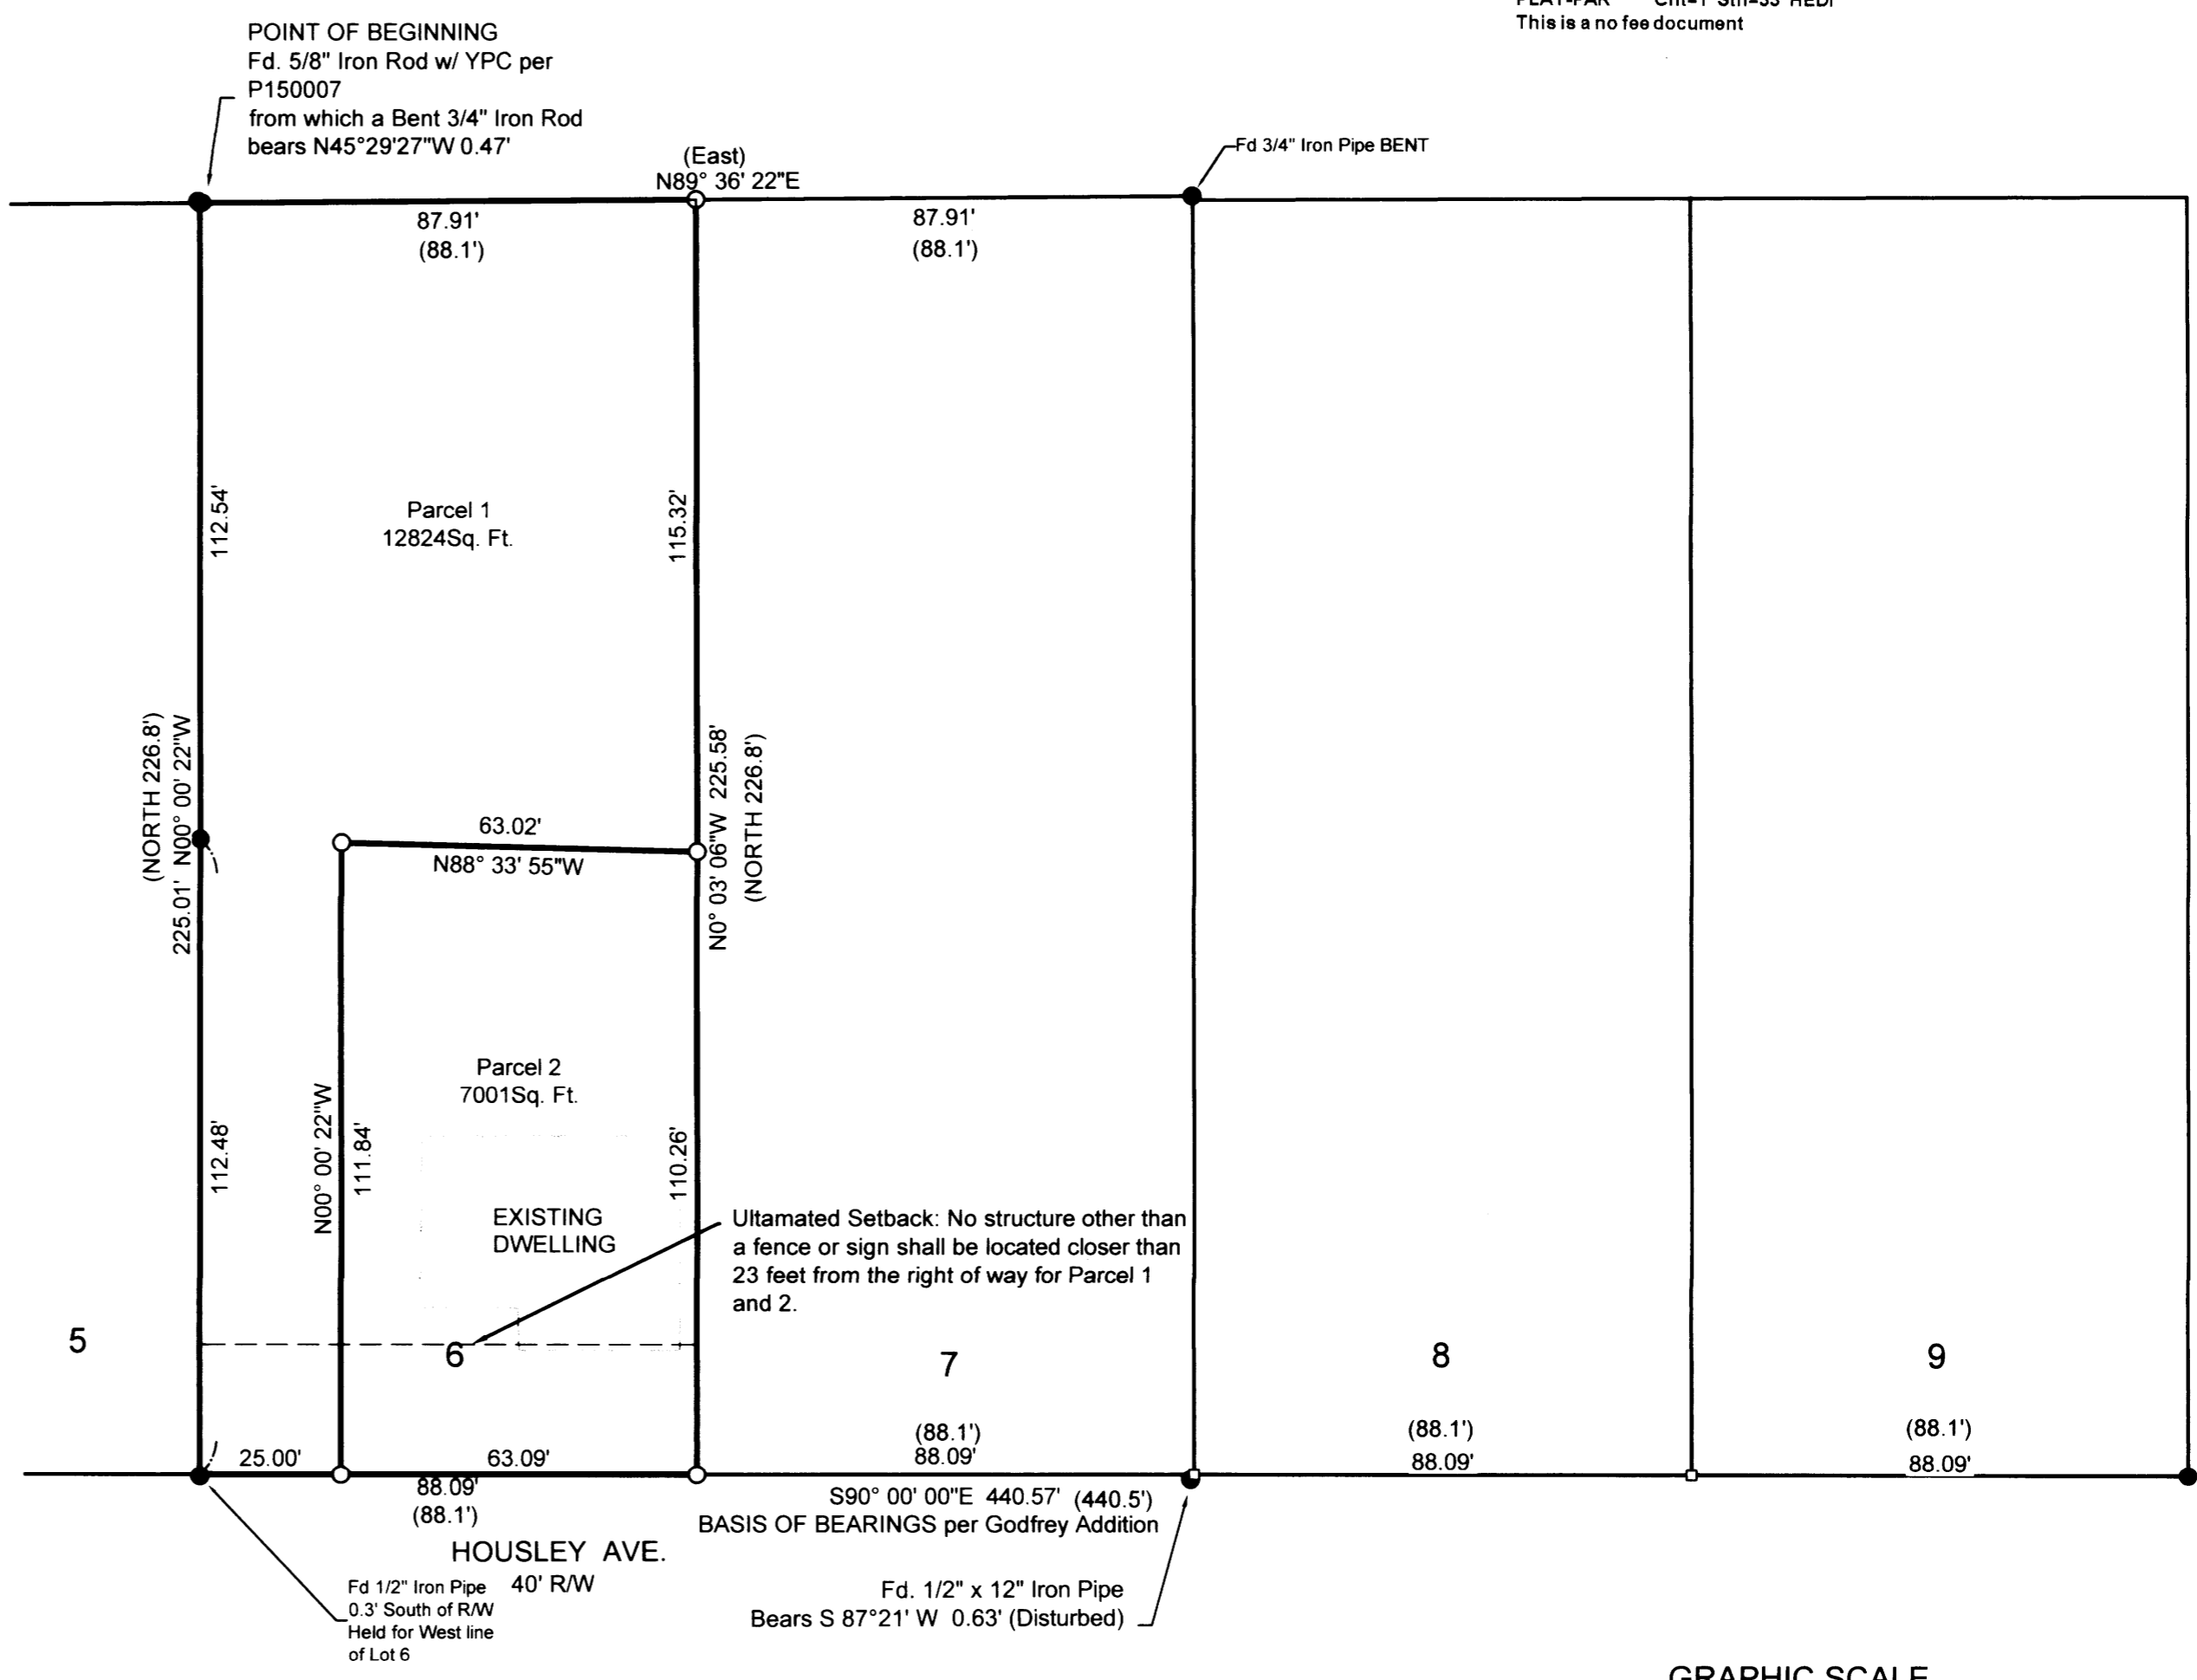 This is a no fee document
POINT OF BEGINNING
Fd. 5/8" Iron Rod w/ YPC per
P150007
from which a Bent 3/4" Iron Rod
bears N45°29'27"W 0.47'
(East)
N89° 36' 22"E
Fd 3/4" Iron Pipe BENT
87.91'
(88.1')
87.91'
(88.1')
112.54'
Parcel 1
12824Sq. Ft.
115.32'
(NORTH 226.8')
225.01' N00° 00' 22"W
63.02'
N88° 33' 55"W
N0° 03' 06"W 225.58'
(NORTH 226.8')
Parcel 2
7001Sq. Ft.
112.48'
N00° 00' 22"W
111.84'
110.26'
EXISTING
DWELLING
Ultamated Setback: No structure other than
a fence or sign shall be located closer than
23 feet from the right of way for Parcel 1
and 2.
5
6
7
8
9
25.00'
63.09'
88.09'
(88.1')
(88.1')
88.09'
(88.1')
88.09'
(88.1')
88.09'
S90° 00' 00"E 440.57' (440.5')
BASIS OF BEARINGS per Godfrey Addition
HOUSLEY AVE.
40' R/W
Fd 1/2" Iron Pipe
0.3' South of R/W
Held for West line
of Lot 6
Fd. 1/2" x 12" Iron Pipe
Bears S 87°21' W 0.63' (Disturbed)
GRAPHIC SCALE